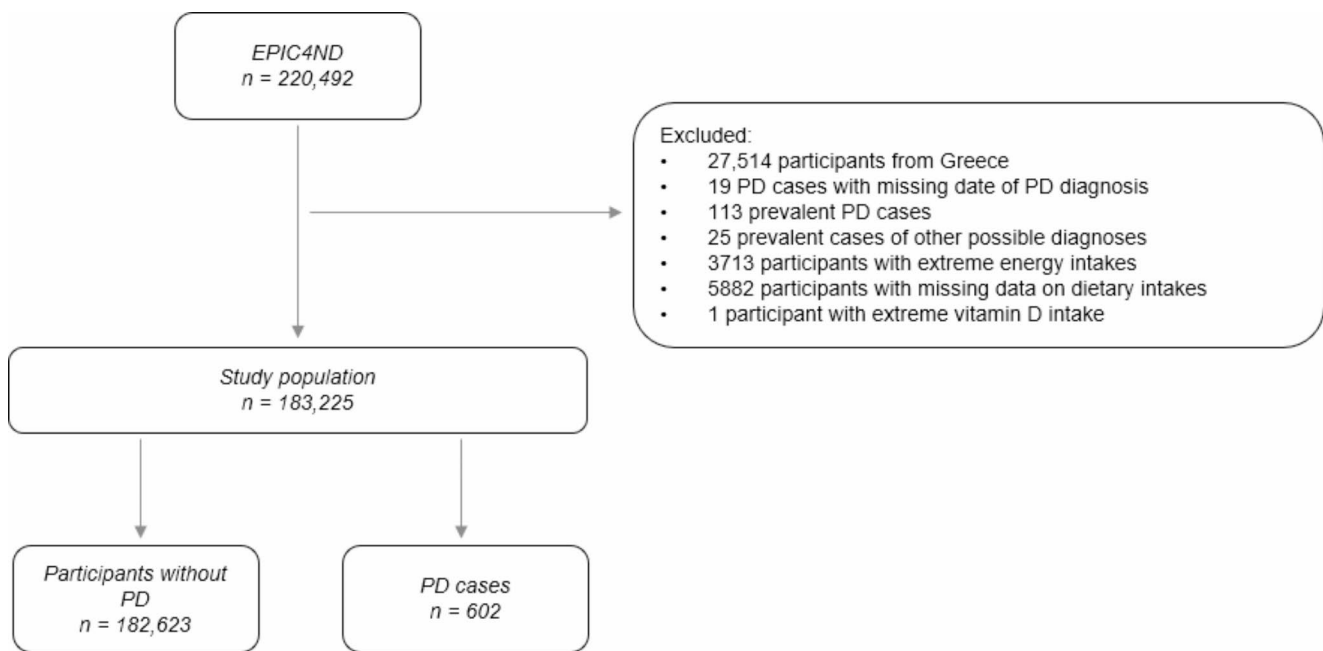 EPIC4ND
n = 220,492
Excluded:
• 27,514 participants from Greece
• 19 PD cases with missing date of PD diagnosis
• 113 prevalent PD cases
• 25 prevalent cases of other possible diagnoses
• 3713 participants with extreme energy intakes
• 5882 participants with missing data on dietary intakes
• 1 participant with extreme vitamin D intake
Study population
n = 183,225
Participants without
PD
n = 182,623
PD cases
n = 602